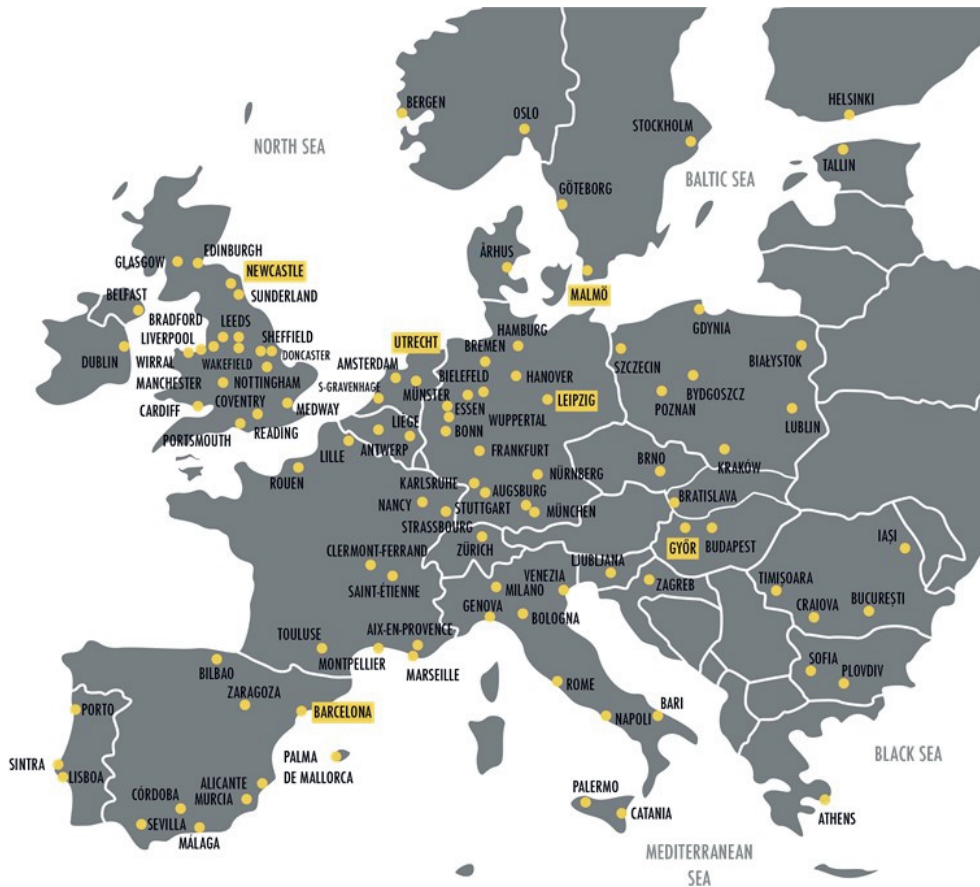 BERGEN
OSLO
HELSINKI
STOCKHOLM
NORTH SEA
TALLIN
BALTIC SEA
GÖTEBORG
EDINBURGH
GLASGOW
ÅRHUS
NEWCASTLE
MALMÖ
BELFAST
SUNDERLAND
BRADFORD
LEEDS
GDYNIA
HAMBURG
LIVERPOOL
SHEFFIELD
UTRECHT
BREMEN
DUBLIN
WIRRAL
WAKEFIELD
DONCASTER
AMSTERDAM
SZCZECIN
BIAŁYSTOK
MANCHESTER
NOTTINGHAM
S-GRAVENHAGE
BIELEFELD
HANOVER
MÜNSTER
BYDGOSZCZ
POZNAN
CARDIFF
COVENTRY
MEDWAY
ESSEN
LEIPZIG
LUBLIN
PORTSMOUTH
READING
LIÉGE
WUPPERTAL
BONN
LILLE
ANTWERP
FRANKFURT
BRNO
KRAKÓW
ROUEN
NÜRNBERG
KARLSRUHE
AUGSBURG
BRATISLAVA
NANCY
STUTTGART
MÜNCHEN
STRASSBOURG
GYŐR
BUDAPEST
IAȘI
CLERMONT-FERRAND
ZÜRICH
LJUBLJANA
SAINT-ÉTIENNE
VENEZIA
MILANO
ZAGREB
TIMIȘOARA
GENOVA
BOLOGNA
CRAIOVA
BUCUREȘTI
TOULUSE
AIX-EN-PROVENCE
MONTPELLIER
MARSEILLE
SOFIA
PLOVDIV
BILBAO
ZARAGOZA
ROME
PORTO
BARCELONA
NAPOLI
BARI
BLACK SEA
SINTRA
LISBOA
PALMA
DE MALLORCA
ALICANTE
CÓRDOBA
MURCIA
PALERMO
CATANIA
ATHENS
SEVILLA
MÁLAGA
MEDITERRANEAN
SEA